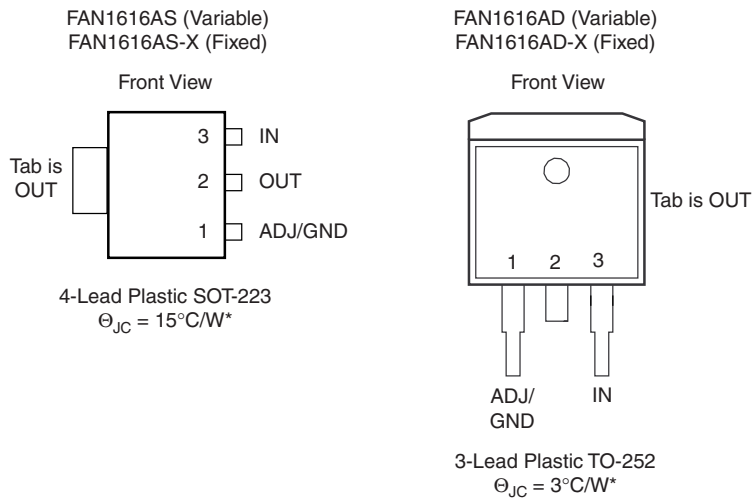 FAN1616AS (Variable)
FAN1616AS-X (Fixed)
Front View
Tab is
OUT
3 IN
2 OUT
1 ADJ/GND
4-Lead Plastic SOT-223
Θ_JC = 15°C/W*
FAN1616AD (Variable)
FAN1616AD-X (Fixed)
Front View
Tab is OUT
1 2 3
ADJ/
GND
IN
3-Lead Plastic TO-252
Θ_JC = 3°C/W*